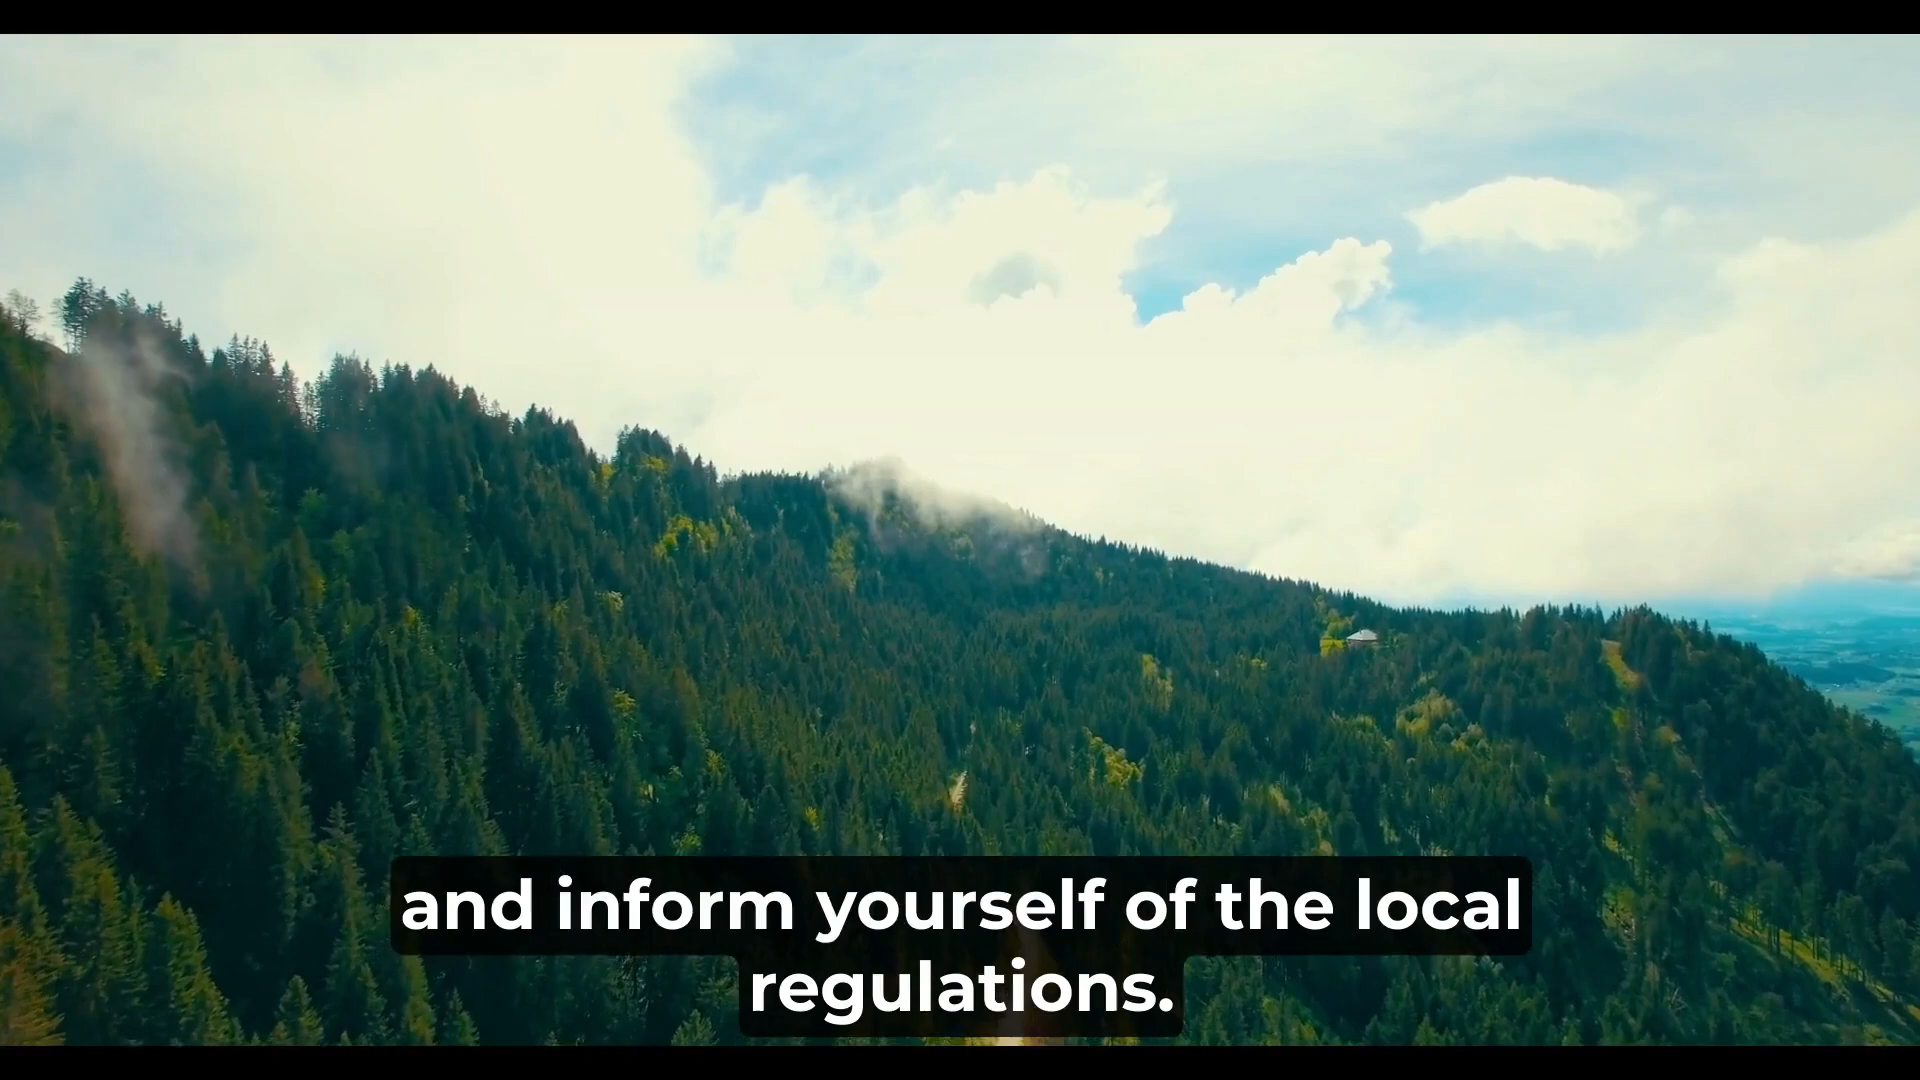 and inform yourself of the local
regulations.